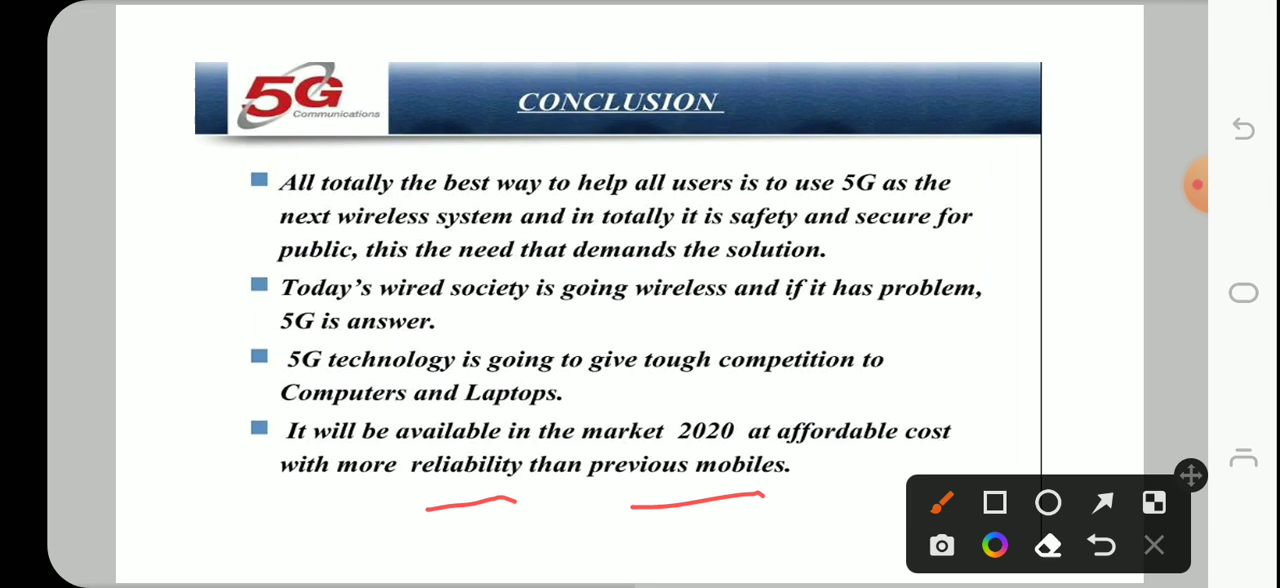 5G
Communications
CONCLUSION
All totally the best way to help all users is to use 5G as the
next wireless system and in totally it is safety and secure for
public, this the need that demands the solution.
Today's wired society is going wireless and if it has problem,
5G is answer.
5G technology is going to give tough competition to
Computers and Laptops.
It will be available in the market 2020 at affordable cost
with more reliability than previous mobiles.